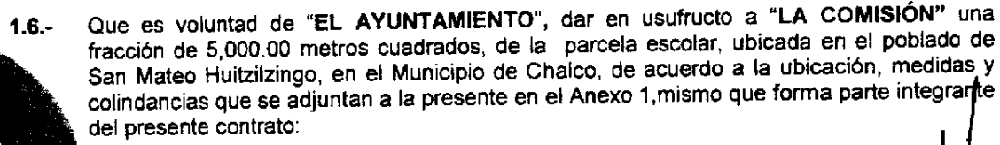 1.6.- Que es voluntad de "EL AYUNTAMIENTO", dar en usufructo a "LA COMISIÓN" una
fracción de 5,000.00 metros cuadrados, de la parcela escolar, ubicada en el poblado de
San Mateo Huitzilzingo, en el Municipio de Chalco, de acuerdo a la ubicación, medidas y
colindancias que se adjuntan a la presente en el Anexo 1,mismo que forma parte integrante
del presente contrato: